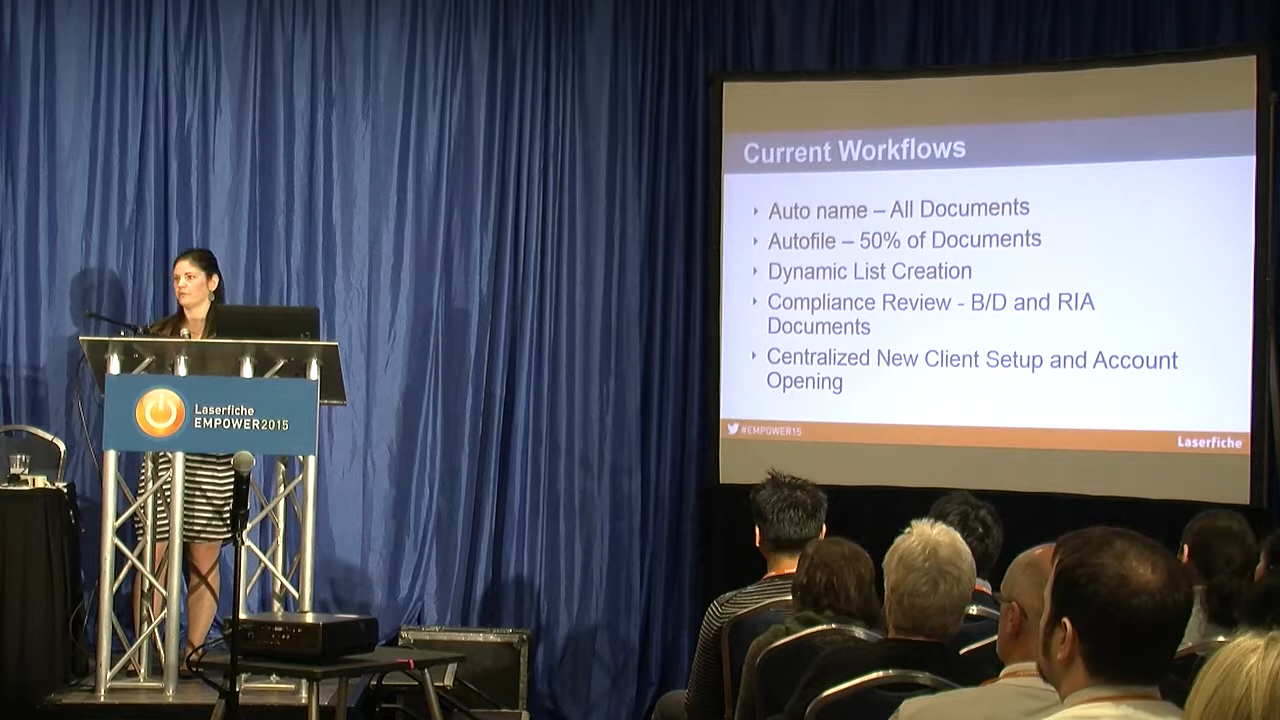 Current Workflows
Auto name – All Documents
Autofile – 50% of Documents
Dynamic List Creation
Compliance Review - B/D and RIA
Documents
Centralized New Client Setup and Account
Opening
#EMPOWER15
Laserfiche
Laserfiche
EMPOWER2015